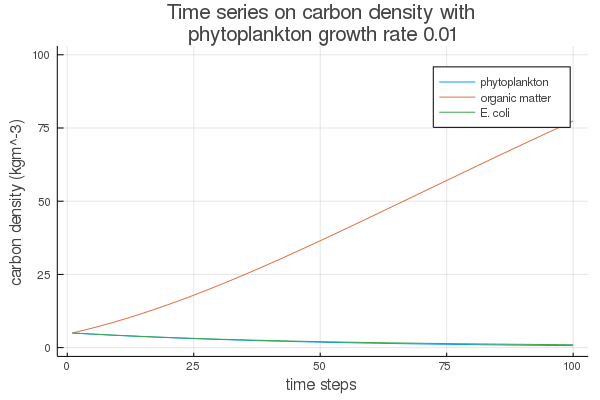 Time series on carbon density with
phytoplankton growth rate 0.01
100
75
50
25
0
carbon density (kgm^-3)
phytoplankton
organic matter
E. coli
0
25
50
75
100
time steps